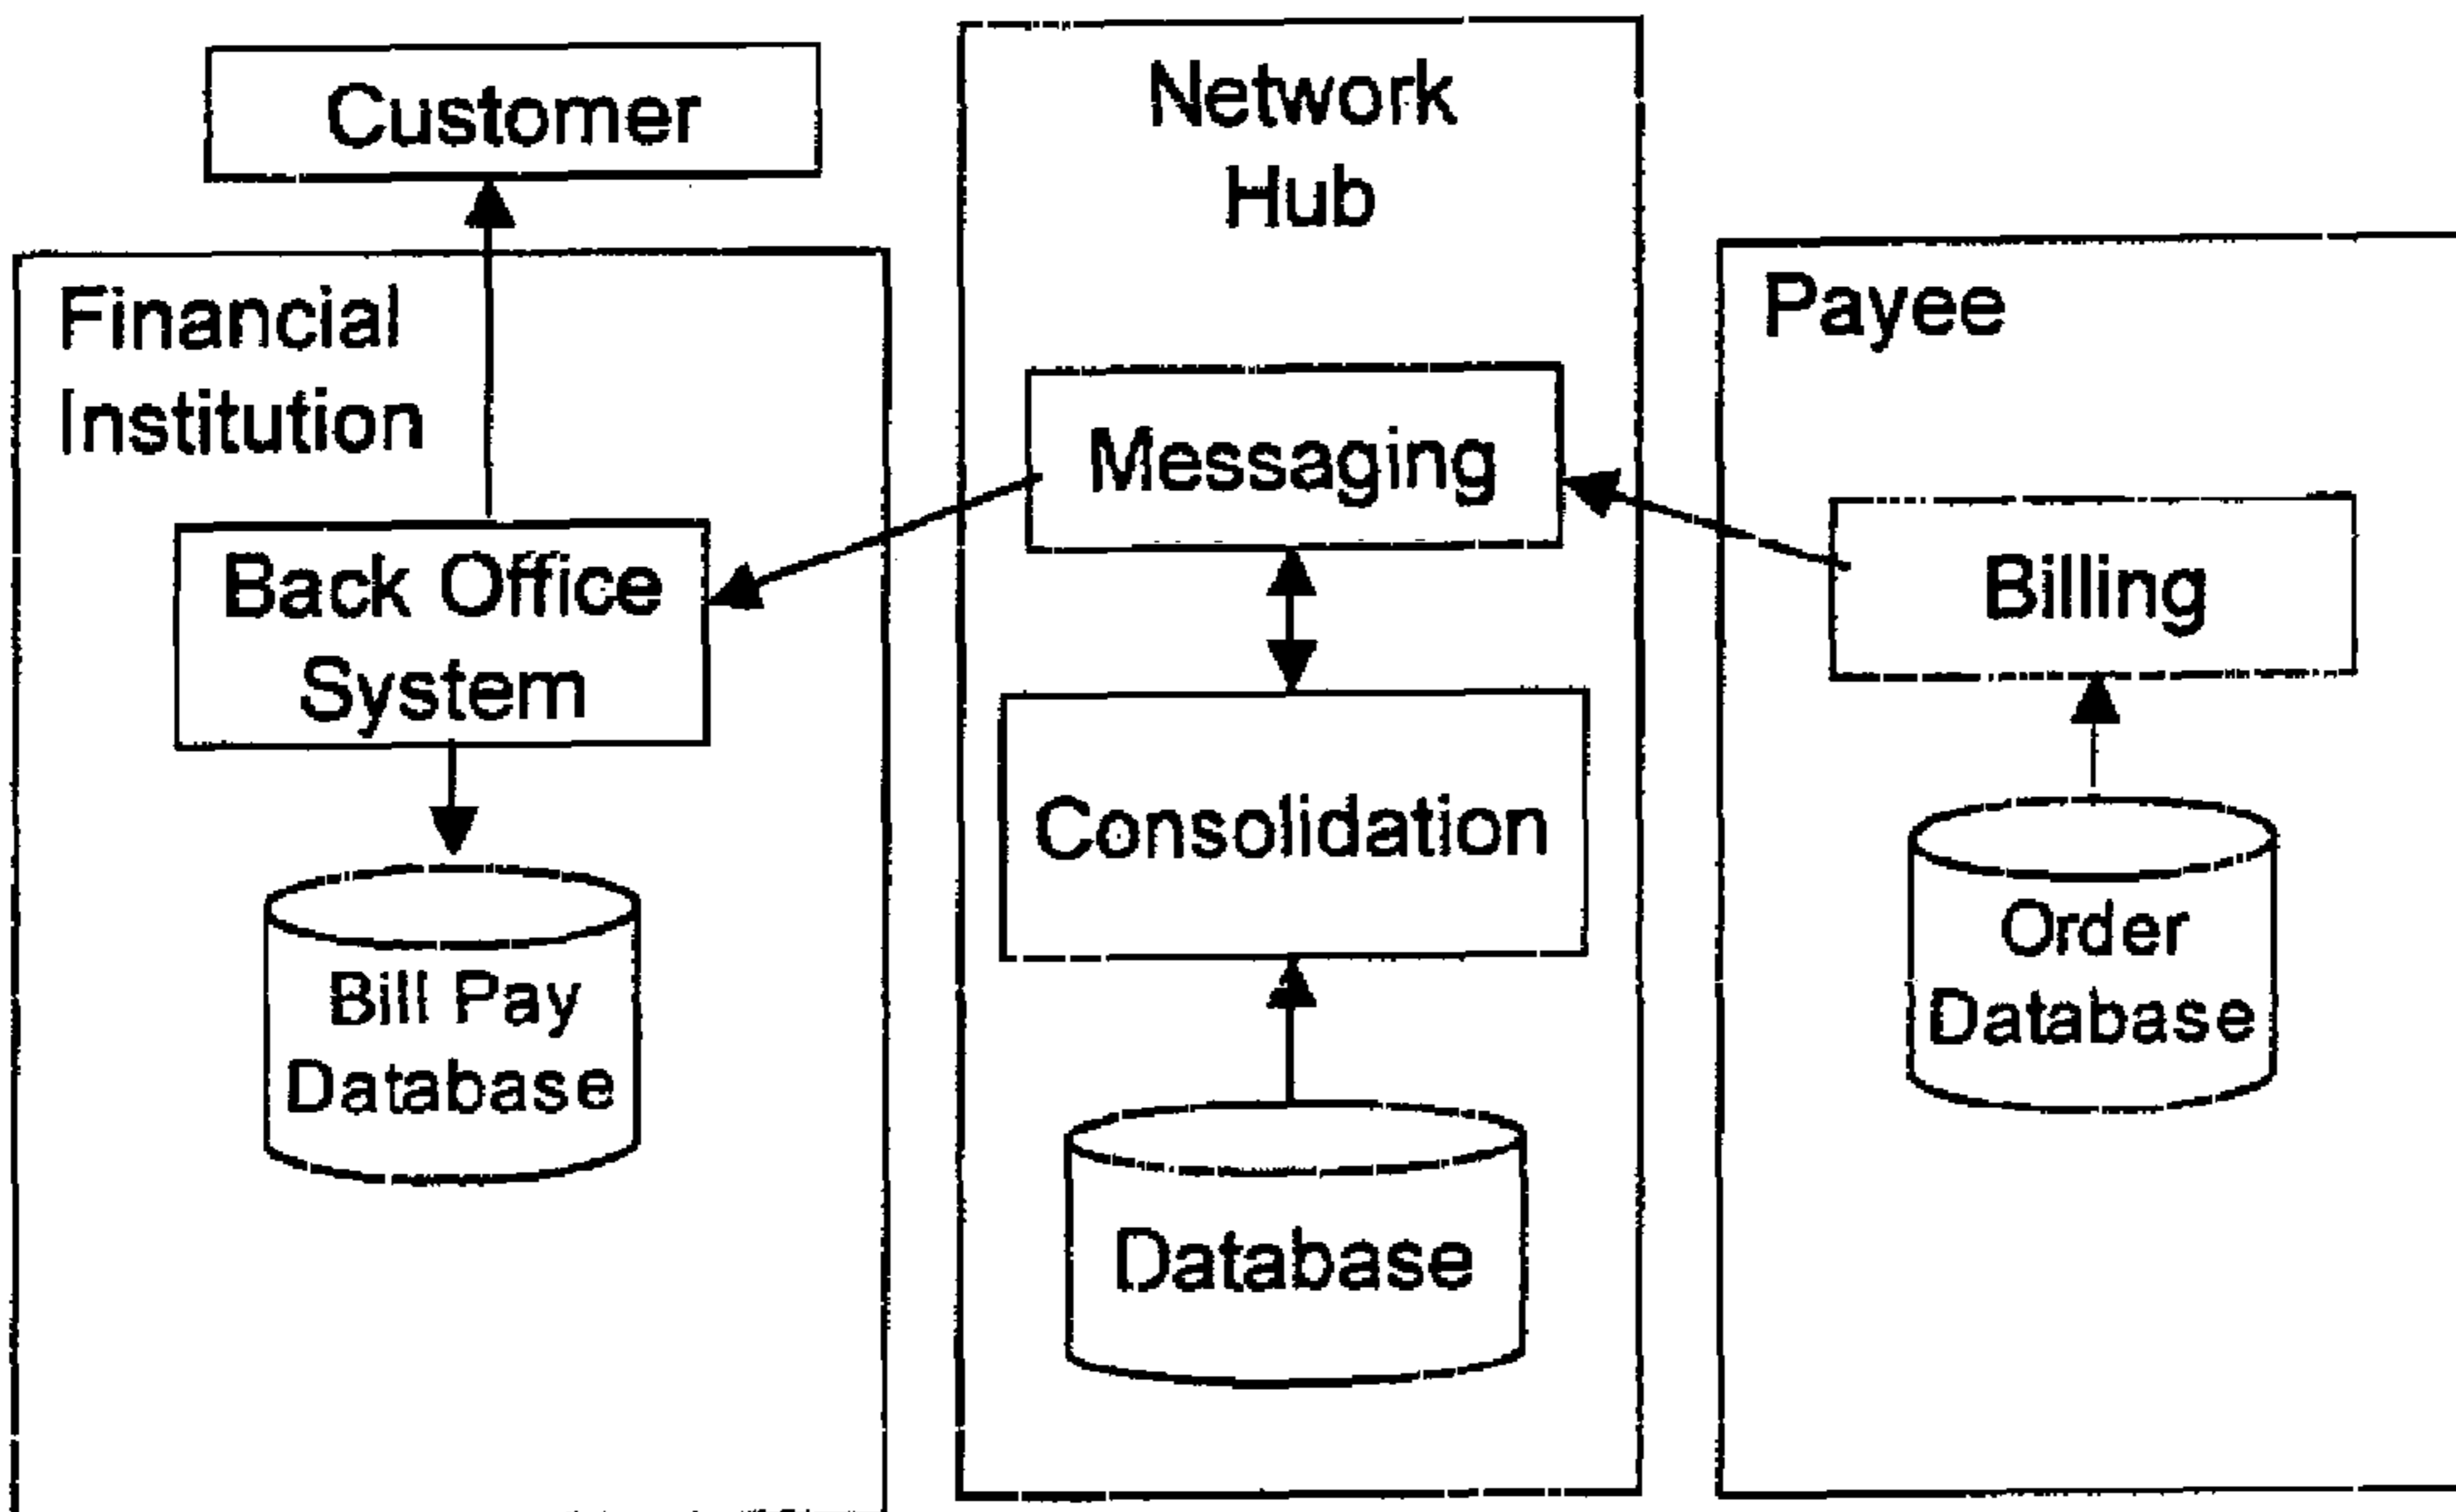 Customer
Network
Hub
Financial
Institution
Payee
Messaging
Back Office
System
Billing
Consolidation
Order
Database
Bill Pay
Database
Database